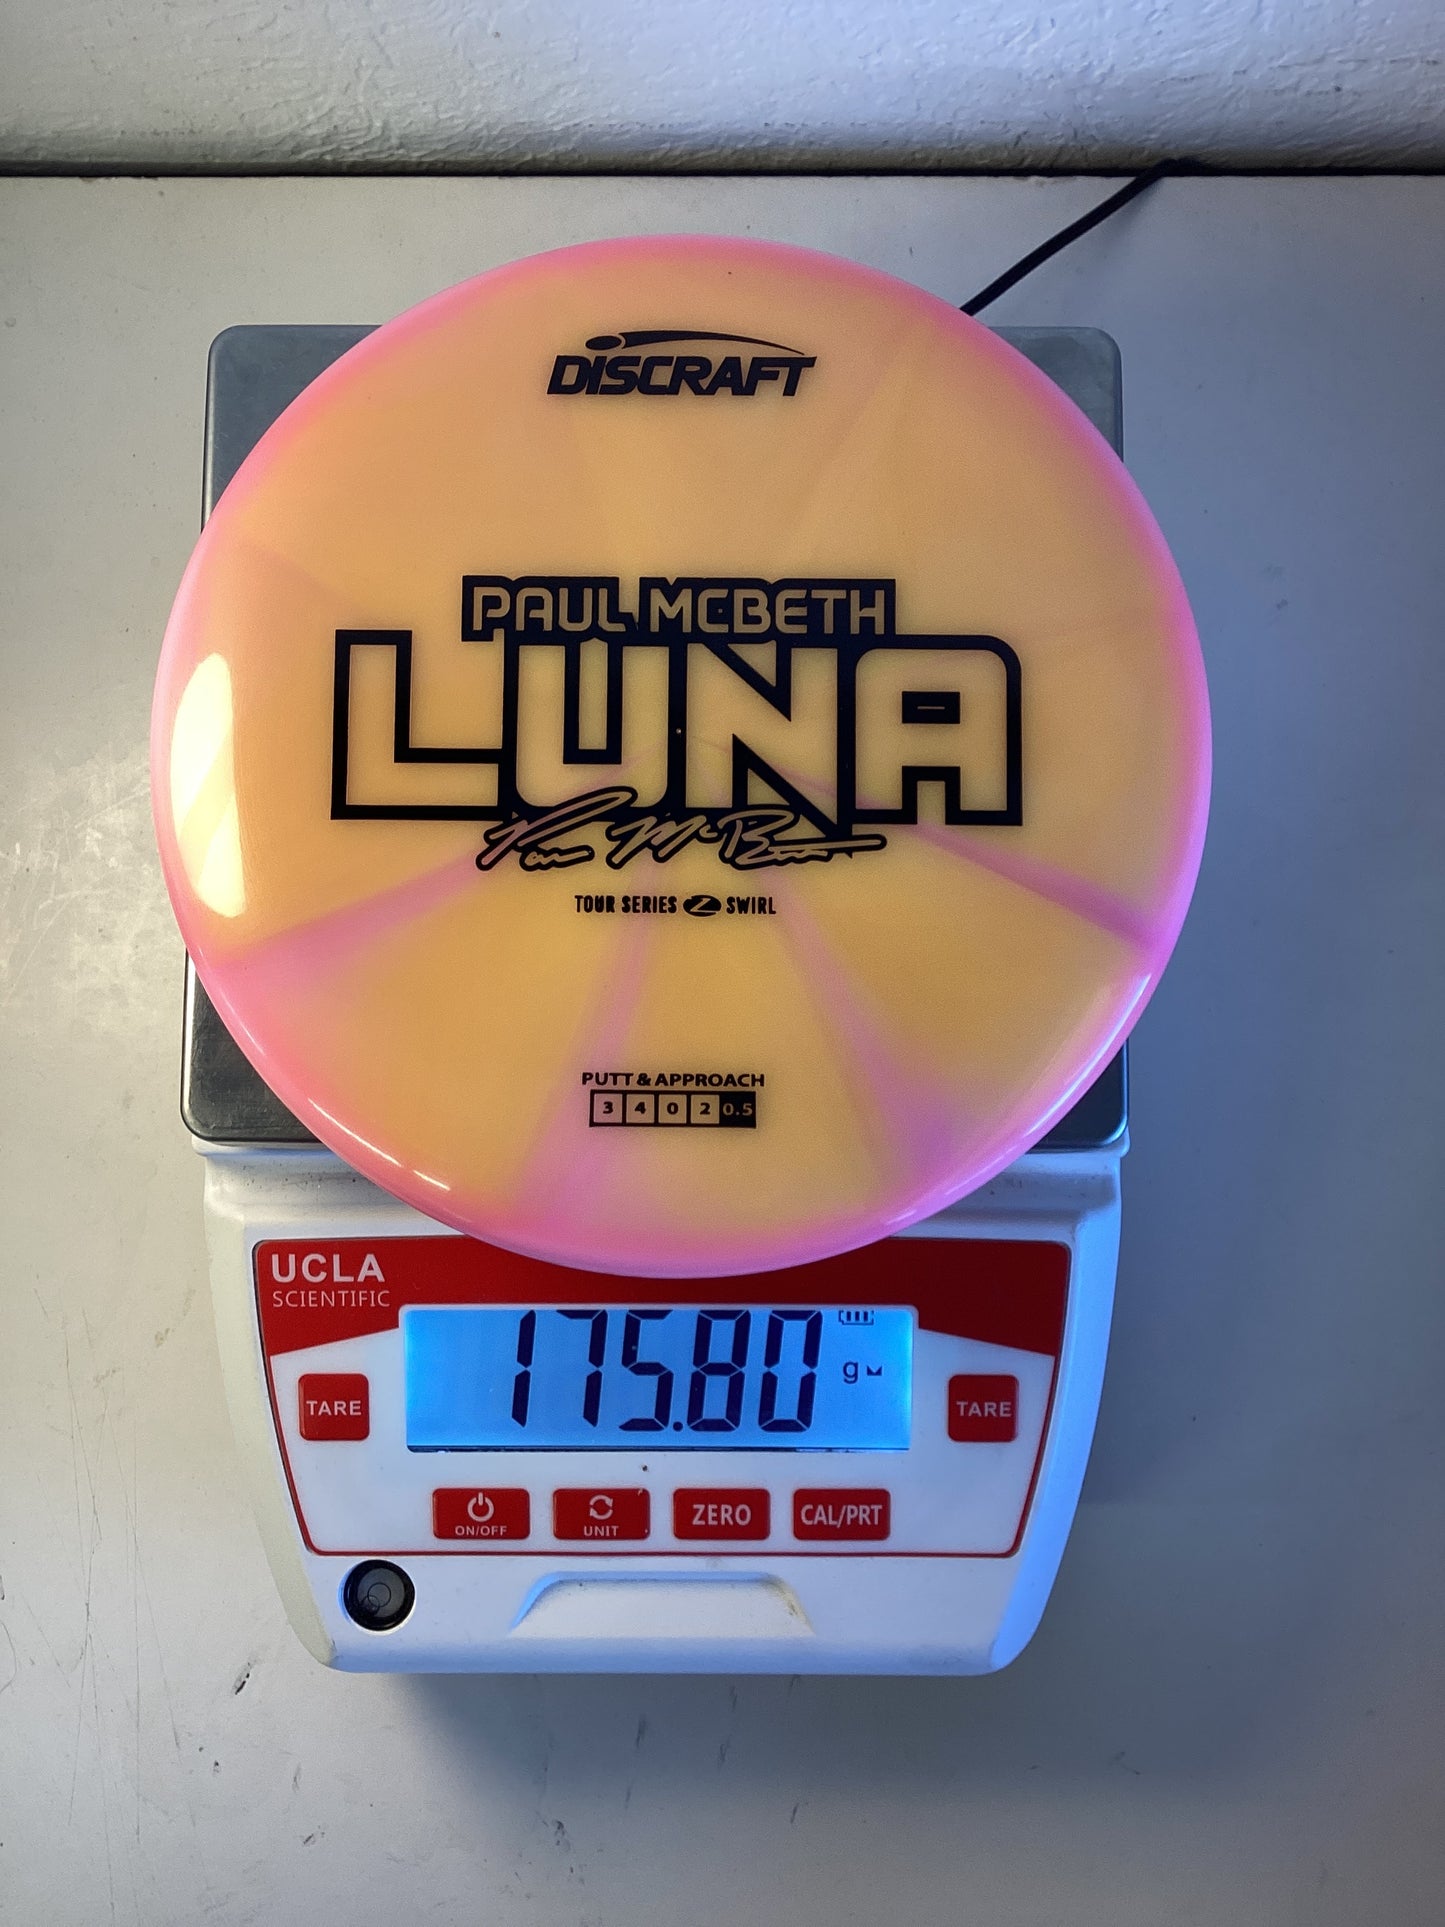 DISCRAFT
PAUL MCBETH
LUNA
TOUR SERIES Z SWIRL
PUTT & APPROACH
3 4 0 2 0.5
UCLA
SCIENTIFIC
175.80 g
TARE TARE
ON/OFF UNIT ZERO CAL/PRT